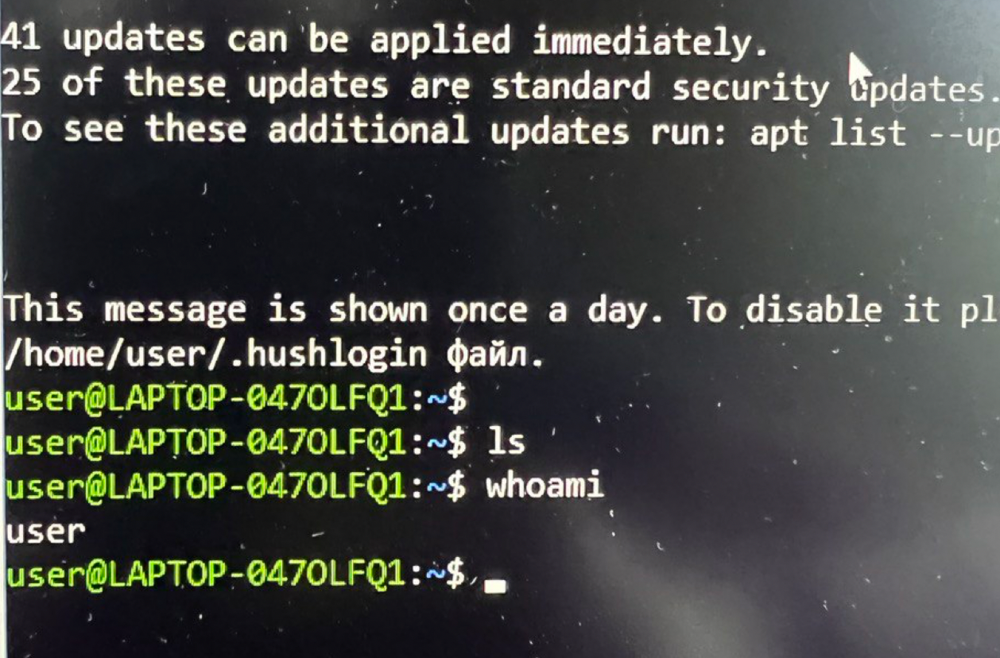 41 updates can be applied immediately.
25 of these updates are standard security updates.
To see these additional updates run: apt list --up
This message is shown once a day. To disable it pl
/home/user/.hushlogin файл.
user@LAPTOP-047OLFQ1:~$
user@LAPTOP-047OLFQ1:~$ ls
user@LAPTOP-047OLFQ1:~$ whoami
user
user@LAPTOP-047OLFQ1:~$